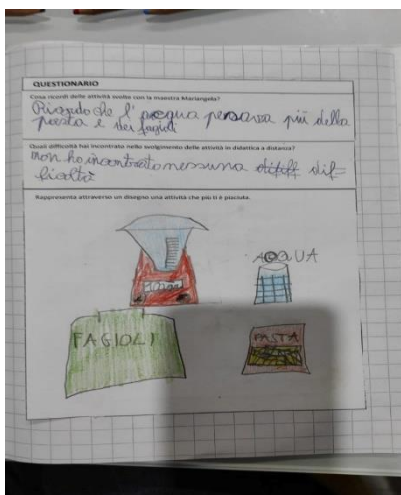 QUESTIONARIO
Cosa ricordi delle attività svolte con la maestra Mariangela?
Ricordo che l'acqua pesava più della
pasta e dei fagioli
Quali difficoltà hai incontrato nello svolgimento delle attività in didattica a distanza?
non ho incontrato nessuna dif=
ficoltà
Rappresenta attraverso un disegno una attività che più ti è piaciuta.
ACQUA
FAGIOLI
PASTA